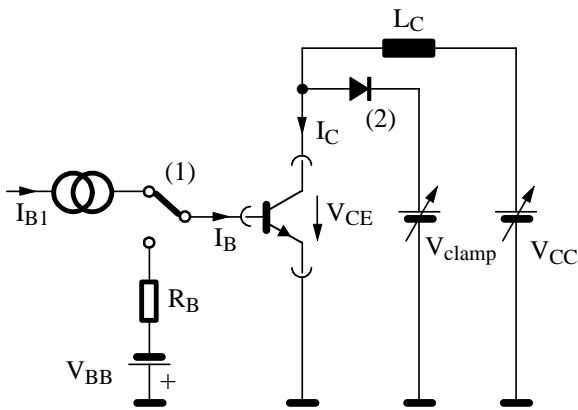 L_C
(2)
I_C
(1)
I_B1
I_B
V_CE
V_clamp
V_CC
R_B
V_BB
+